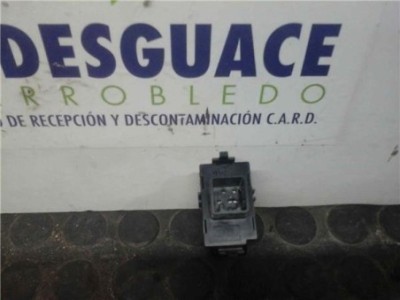 DESGUACE
RROBLEDO
DE RECEPCIÓN Y DESCONTAMINACIÓN C.A.R.D.